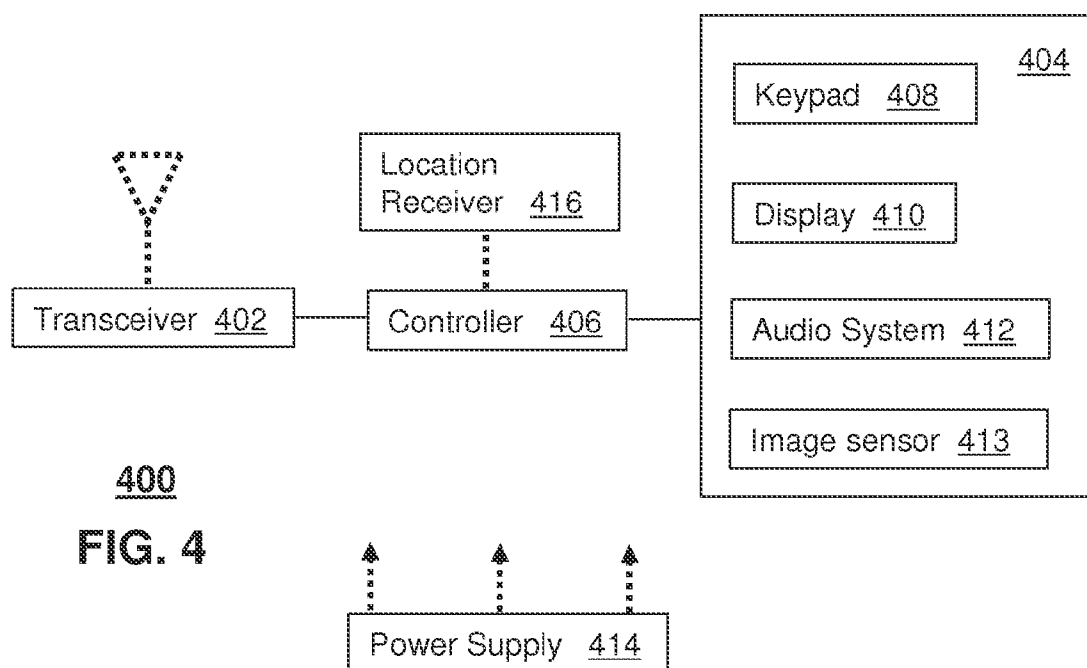 404
Keypad 408
Location
Receiver 416
Display 410
Transceiver 402
Controller 406
Audio System 412
Image sensor 413
400
FIG. 4
Power Supply 414